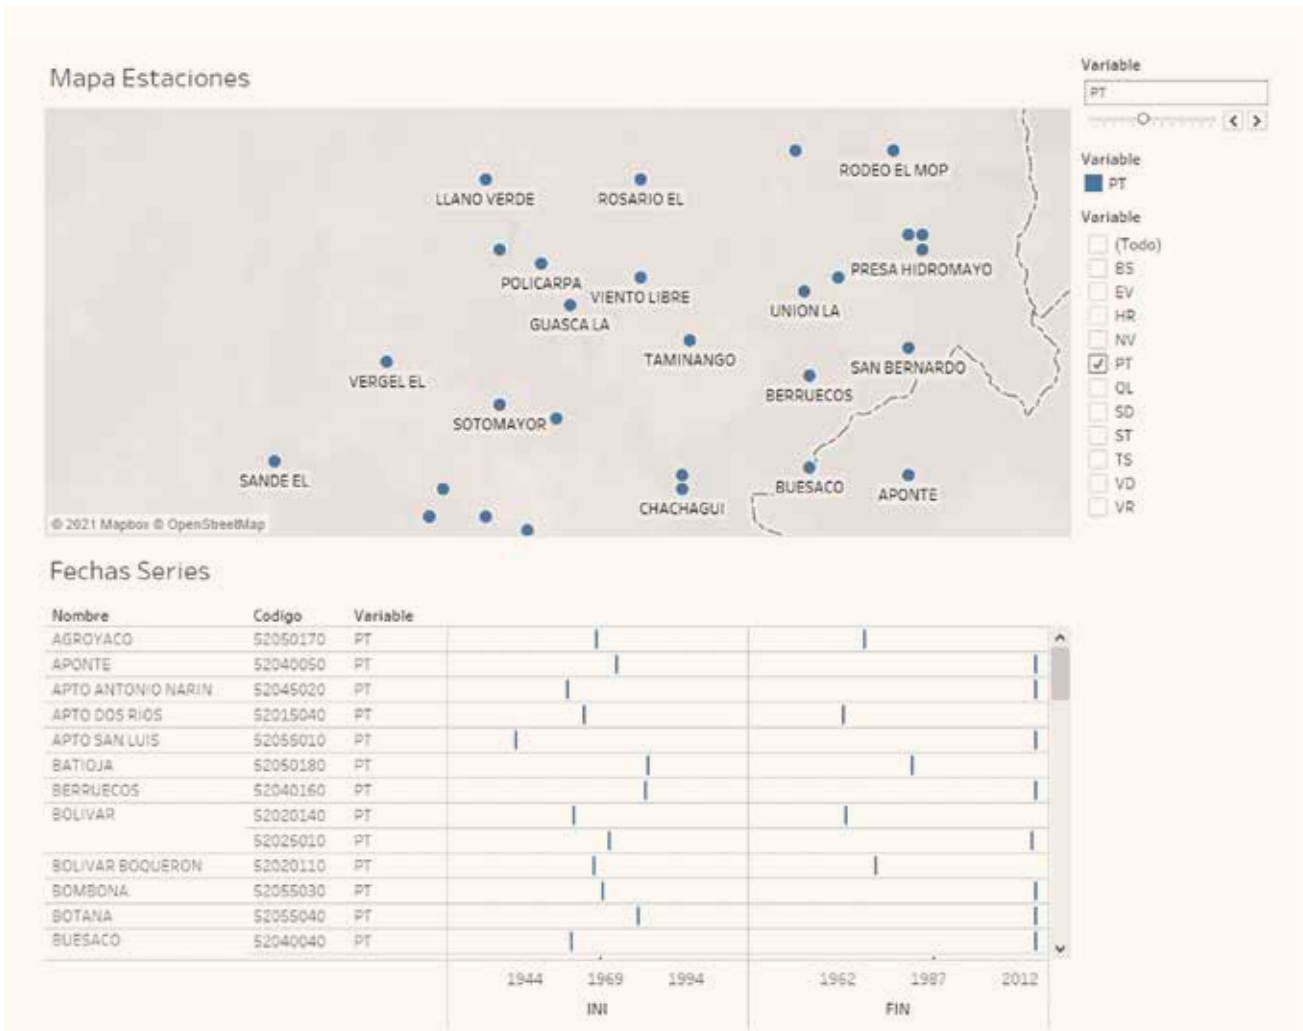 Mapa Estaciones
Variable
PT
RODEO EL MOP
Variable
PT
LLANO VERDE
ROSARIO EL
Variable
(Todo)
BS
EV
HR
NV
PT
QL
SD
ST
TS
VD
VR
PRESA HIDROMAYO
POLICARPA
VIENTO LIBRE
UNION LA
GUASCA LA
TAMINANGO
SAN BERNARDO
VERGEL EL
BERRUECOS
SOTOMAYOR
SANDE EL
BUESACO
APONTE
CHACHAGUI
© 2021 Mapbox © OpenStreetMap
Fechas Series
Nombre Codigo Variable
AGROYACO 52050170 PT
APONTE 52040050 PT
APTO ANTONIO NARIN 52045020 PT
APTO DOS RIOS 52015040 PT
APTO SAN LUIS 52055010 PT
BATIOJA 52050180 PT
BERRUECOS 52040160 PT
BOLIVAR 52020140 PT
52025010 PT
BOLIVAR BOQUERON 52020110 PT
BOMBONA 52055030 PT
BOTANA 52055040 PT
BUESACO 52040040 PT
1944 1969 1994 1962 1987 2012
INI FIN